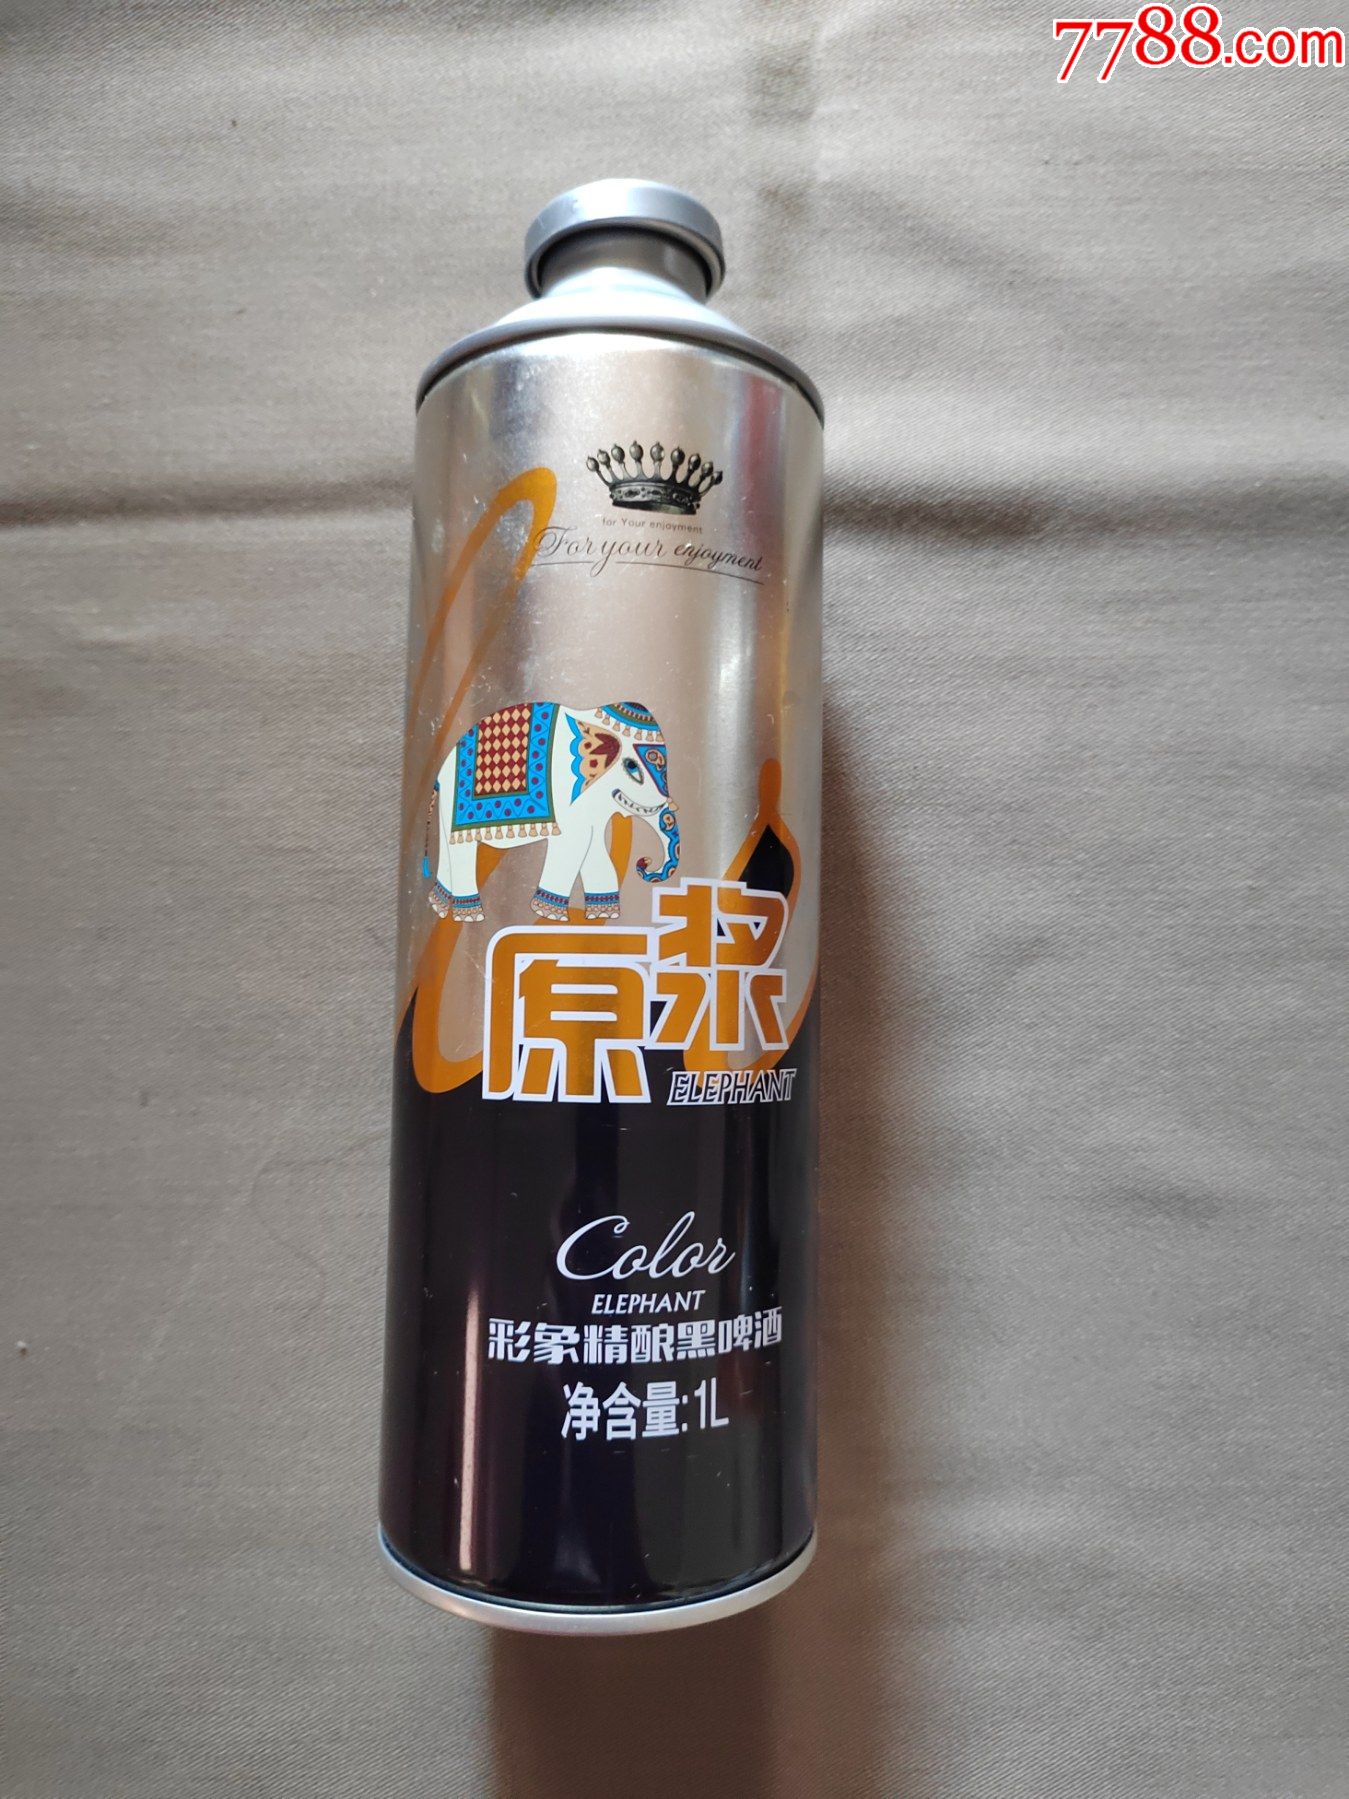 7788.com
for Your enjoyment
For your enjoyment
原浆
ELEPHANT
Color
ELEPHANT
彩象精酿黑啤酒
净含量:1L